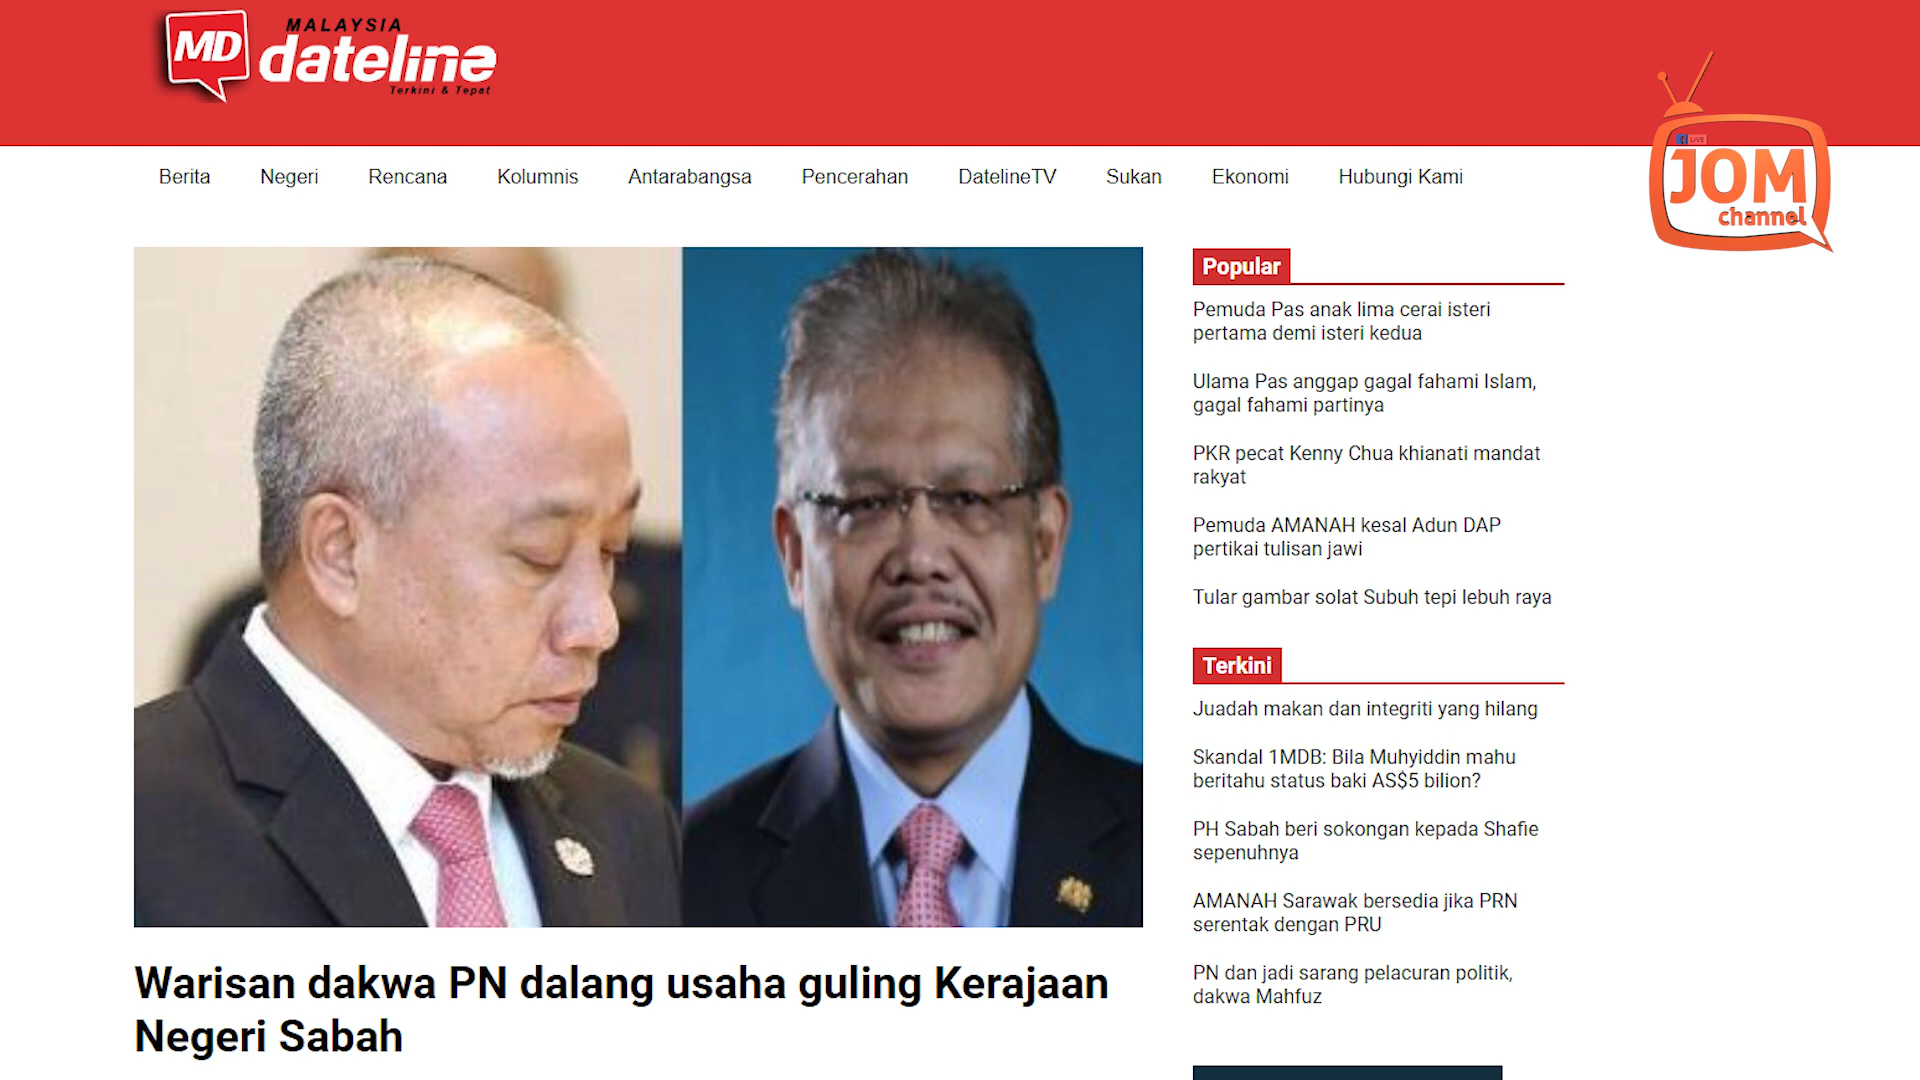 MD
MALAYSIA
dateline
Terkini & Tepat
LIVE
JOM
channel
Berita
Negeri
Rencana
Kolumnis
Antarabangsa
Pencerahan
DatelineTV
Sukan
Ekonomi
Hubungi Kami
Warisan dakwa PN dalang usaha guling Kerajaan
Negeri Sabah
Popular
Pemuda Pas anak lima cerai isteri
pertama demi isteri kedua
Ulama Pas anggap gagal fahami Islam,
gagal fahami partinya
PKR pecat Kenny Chua khianati mandat
rakyat
Pemuda AMANAH kesal Adun DAP
pertikai tulisan jawi
Tular gambar solat Subuh tepi lebuh raya
Terkini
Juadah makan dan integriti yang hilang
Skandal 1MDB: Bila Muhyiddin mahu
beritahu status baki AS$5 bilion?
PH Sabah beri sokongan kepada Shafie
sepenuhnya
AMANAH Sarawak bersedia jika PRN
serentak dengan PRU
PN dan jadi sarang pelacuran politik,
dakwa Mahfuz